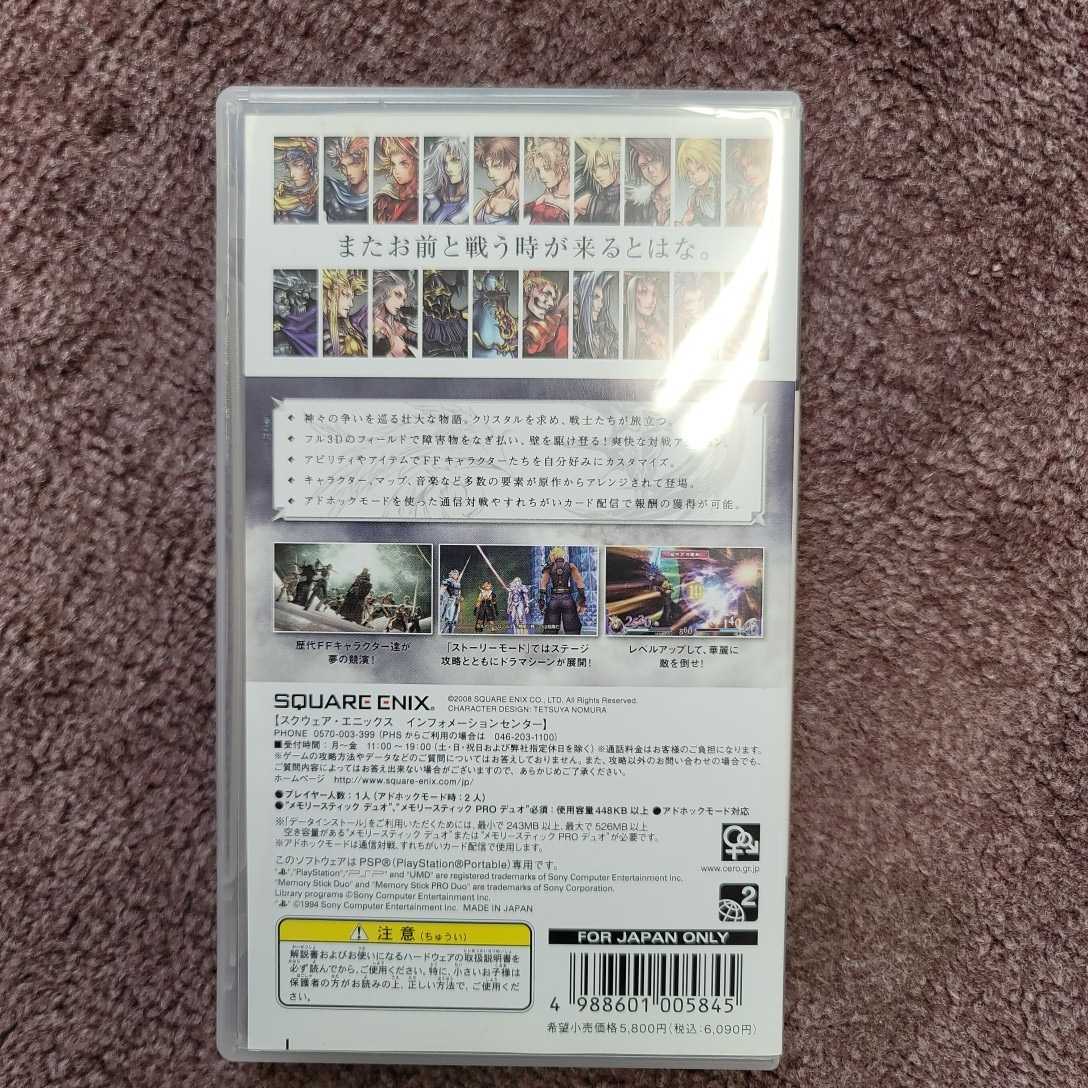 またお前と戦う時が来るとはな。
神々の争いを巡る壮大な物語。クリスタルを求め、戦士たちが旅立つ。
フル3Dのフィールドで障害物をなぎ払い、壁を駆け登る!爽快な対戦アクション。
アビリティやアイテムでFFキャラクターたちを自分好みにカスタマイズ。
キャラクター、マップ、音楽など多数の要素が原作からアレンジされて登場。
アドホックモードを使った通信対戦やすれちがいカード配信で報酬の獲得が可能。
歴代FFキャラクター達が
夢の競演!
「ストーリーモード」ではステージ
攻略とともにドラマシーンが展開!
レベルアップして、華麗に
敵を倒せ!
SQUARE ENIX®
©2008 SQUARE ENIX CO., LTD. All Rights Reserved.
CHARACTER DESIGN: TETSUYA NOMURA
【スクウェア・エニックス インフォメーションセンター】
PHONE 0570-003-399 (PHSからご利用の場合は 046-203-1100)
■受付時間:月〜金 11:00〜19:00(土・日・祝日および弊社指定休日を除く) ※通話料金はお客様のご負担になります。
※ゲームの攻略方法やデータなどのご質問についてはお答えしておりません。また、攻略以外のお問い合わせの場合でも、
ご質問内容によってはお答え出来ない場合がございますので、あらかじめご了承ください。
ホームページ http://www.square-enix.com/jp/
●プレイヤー人数:1人(アドホックモード時:2人)
●"メモリースティック デュオ"、"メモリースティック PRO デュオ"必須:使用容量448KB以上 ●アドホックモード対応
※「データインストール」をご利用いただくためには、最小で243MB以上、最大で526MB以上
空き容量がある"メモリースティック デュオ"または"メモリースティック PRO デュオ"が必要です。
※アドホックモードは通信対戦、すれちがいカード配信で使用します。
このソフトウェアはPSP®(PlayStation®Portable)専用です。
" ", "PlayStation", "PSP" and "UMD" are registered trademarks of Sony Computer Entertainment Inc.
"Memory Stick Duo" and "Memory Stick PRO Duo" are trademarks of Sony Corporation.
Library programs ©Sony Computer Entertainment Inc.
" " ©1994 Sony Computer Entertainment Inc. MADE IN JAPAN
www.cero.gr.jp
2
注意(ちゅうい)
解説書およびお使いになるハードウェアの取扱説明書を
必ず読んでから、ご使用ください。特に、小さいお子様は
保護者の方がお読みの上、正しい方法で、ご使用くだ
さい。
FOR JAPAN ONLY
4 988601 005845
希望小売価格5,800円(税込:6,090円)